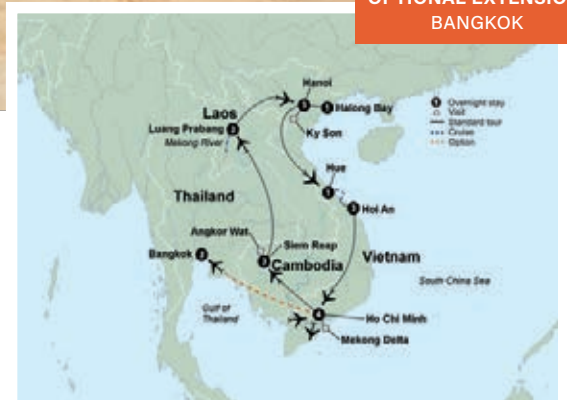 OPTIONAL EXTENSIO
BANGKOK
Hanoi
Halong Bay
Laos
Luang Prabang
Ky Son
Mekong River
Hue
Thailand
Hoi An
Angkor Wat
Siem Reap
Bangkok
Cambodia
Vietnam
South China Sea
Gulf of
Thailand
Ho Chi Minh
Mekong Delta
1 Overnight stay
Visit
Standard tour
Cruise
Option